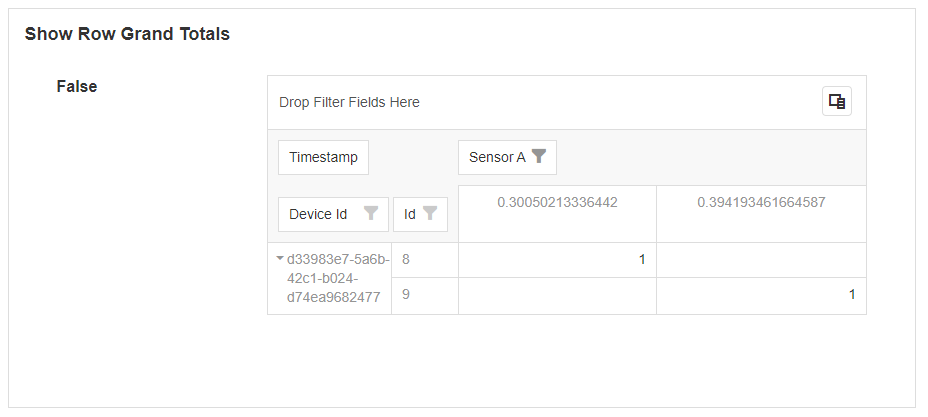 Show Row Grand Totals
False
Drop Filter Fields Here
Timestamp
Sensor A
Device Id
Id
0.30050213336442
0.394193461664587
d33983e7-5a6b-
42c1-b024-
d74ea9682477
8
1
9
1